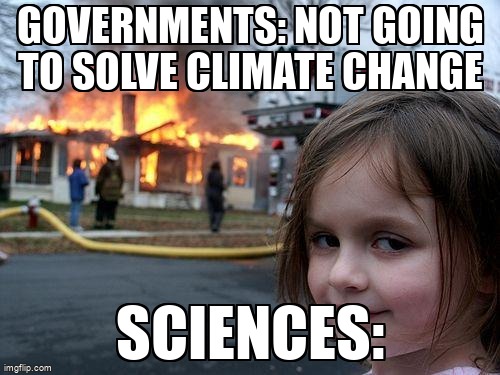 GOVERNMENTS: NOT GOING
TO SOLVE CLIMATE CHANGE
SCIENCES:
imgflip.com